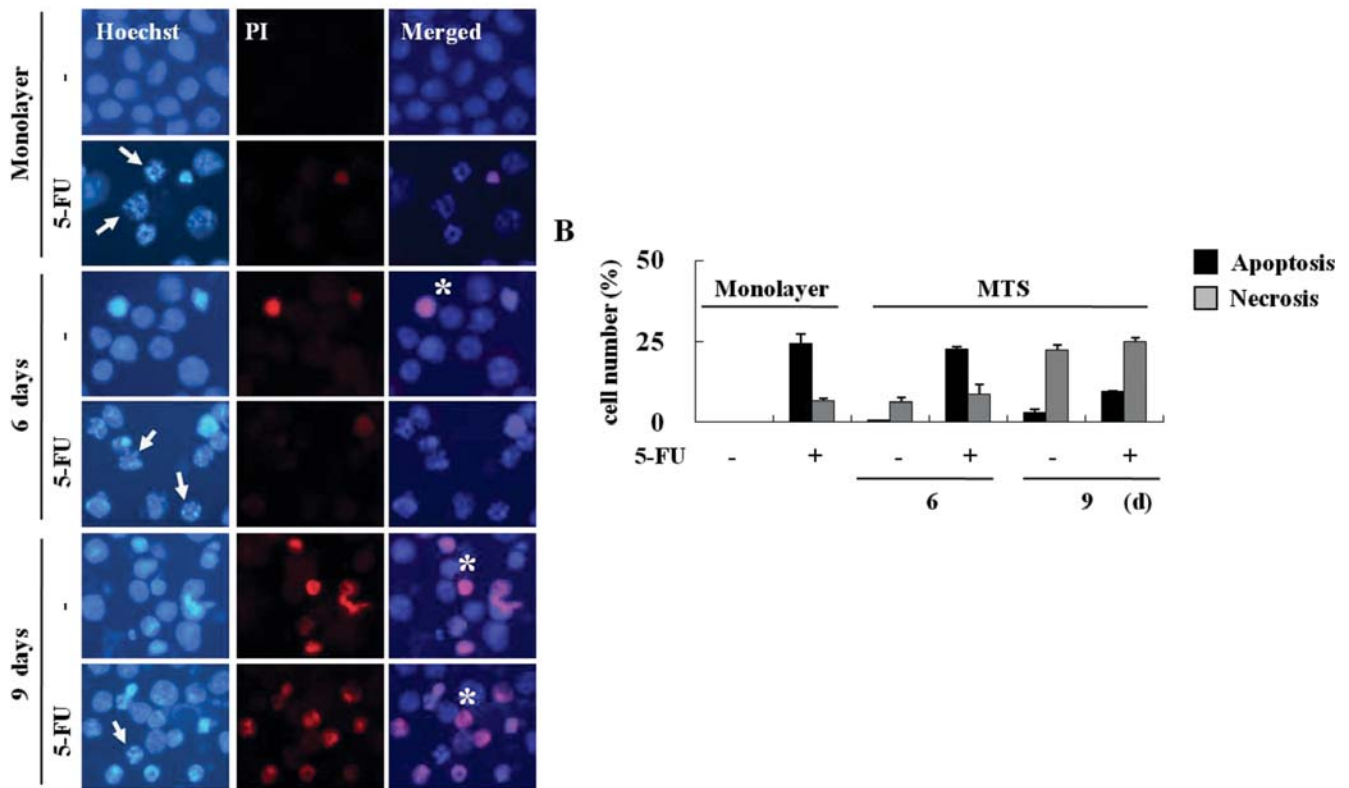 Hoechst PI Merged
Monolayer
-
5-FU
6 days
-
5-FU
9 days
-
5-FU
*
*
*
B
50
25
0
cell number (%)
Monolayer MTS
Apoptosis
Necrosis
5-FU - + - + - +
6 9 (d)